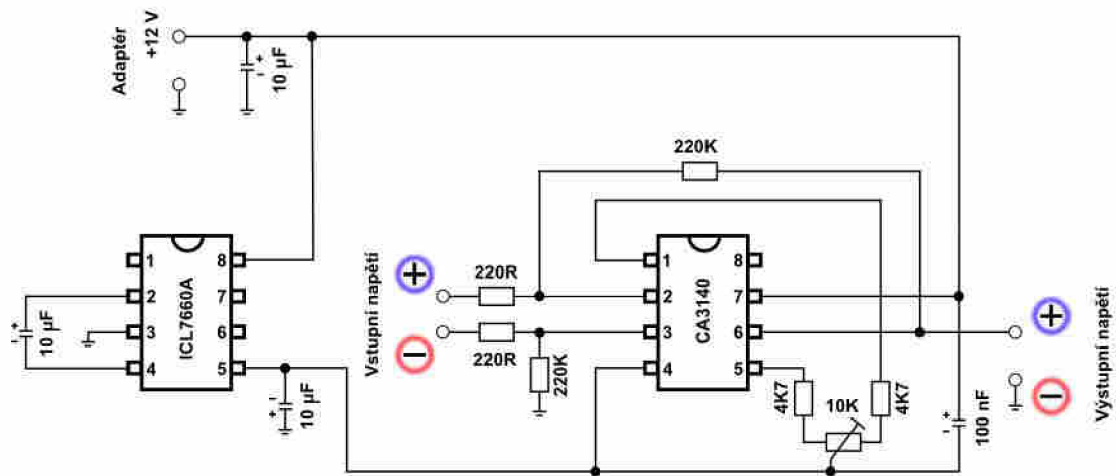 Adaptér
+12 V
+
-
10 µF
220K
1
2
3
4
8
7
6
5
ICL7660A
+
-
10 µF
+
-
10 µF
Vstupní napětí
+
−
220R
220R
220K
1
2
3
4
8
7
6
5
CA3140
4K7
10K
4K7
+
-
100 nF
+
−
Výstupní napětí